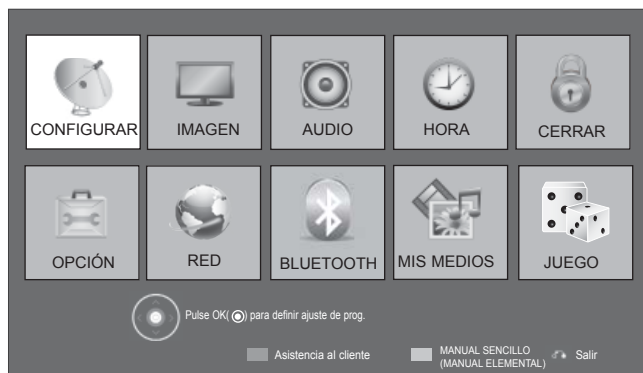 CONFIGURAR
IMAGEN
AUDIO
HORA
CERRAR
OPCIÓN
RED
BLUETOOTH
MIS MEDIOS
JUEGO
Pulse OK( ) para definir ajuste de prog.
Asistencia al cliente
MANUAL SENCILLO
(MANUAL ELEMENTAL)
Salir